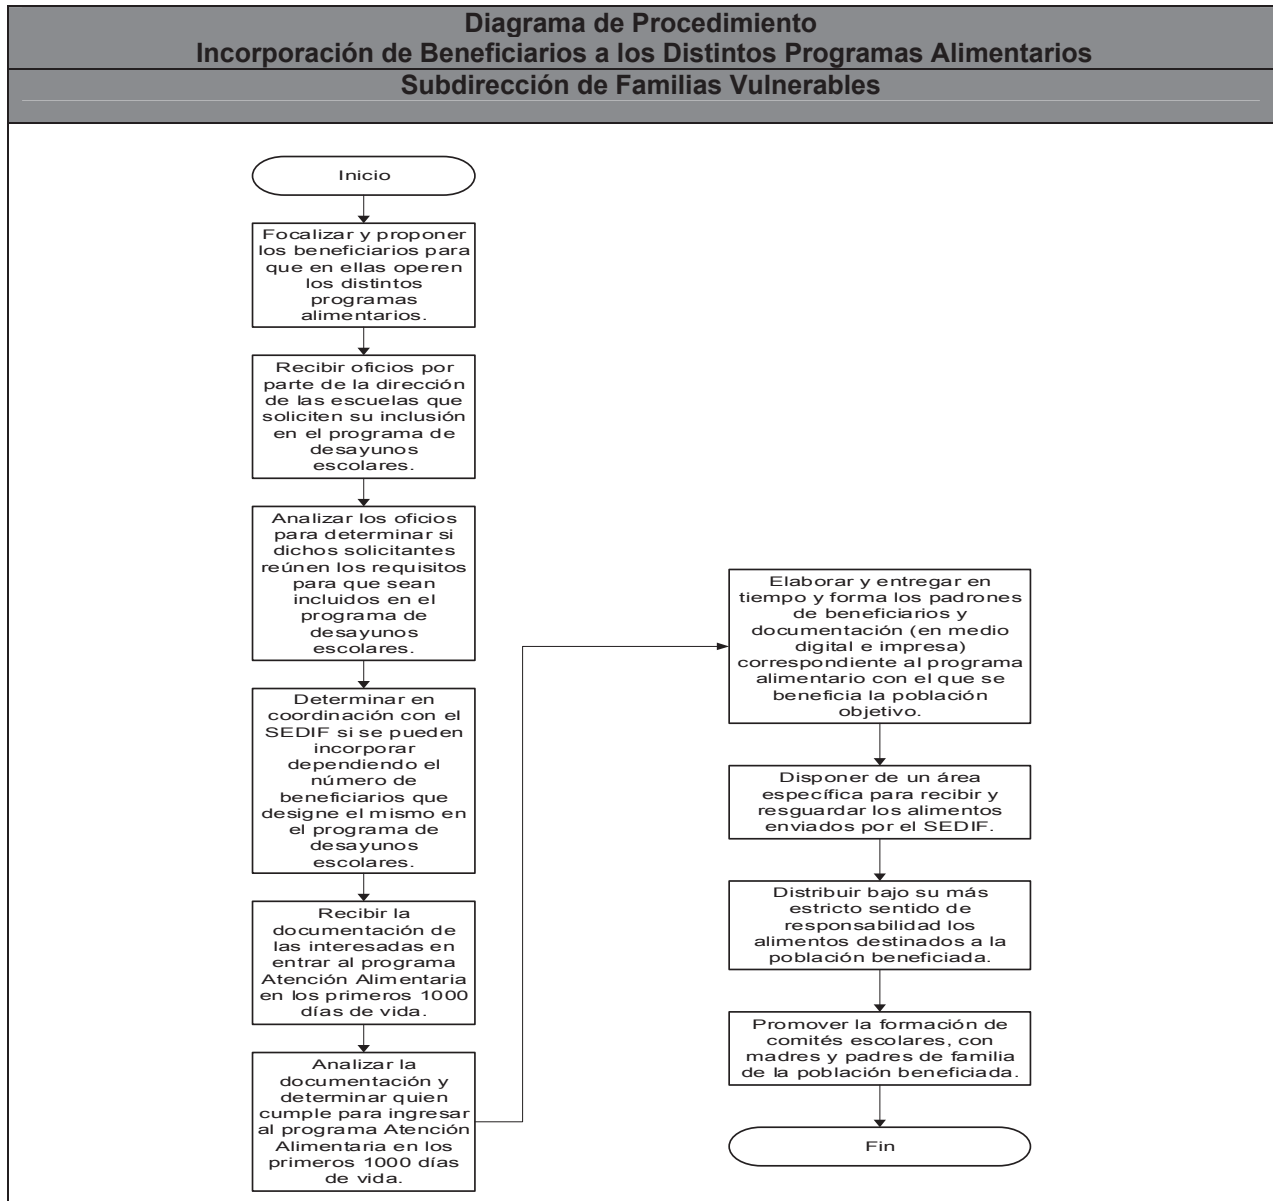 Diagrama de Procedimiento
Incorporación de Beneficiarios a los Distintos Programas Alimentarios
Subdirección de Familias Vulnerables
Inicio
Focalizar y proponer
los beneficiarios para
que en ellas operen
los distintos
programas
alimentarios.
Recibir oficios por
parte de la dirección
de las escuelas que
soliciten su inclusión
en el programa de
desayunos
escolares.
Analizar los oficios
para determinar si
dichos solicitantes
reúnen los requisitos
para que sean
incluidos en el
programa de
desayunos
escolares.
Determinar en
coordinación con el
SEDIF si se pueden
incorporar
dependiendo el
número de
beneficiarios que
designe el mismo en
el programa de
desayunos
escolares.
Recibir la
documentación de
las interesadas en
entrar al programa
Atención Alimentaria
en los primeros 1000
días de vida.
Analizar la
documentación y
determinar quien
cumple para ingresar
al programa Atención
Alimentaria en los
primeros 1000 días
de vida.
Elaborar y entregar en
tiempo y forma los padrones
de beneficiarios y
documentación (en medio
digital e impresa)
correspondiente al programa
alimentario con el que se
beneficia la población
objetivo.
Disponer de un área
específica para recibir y
resguardar los alimentos
enviados por el SEDIF.
Distribuir bajo su más
estricto sentido de
responsabilidad los
alimentos destinados a la
población beneficiada.
Promover la formación de
comités escolares, con
madres y padres de familia
de la población beneficiada.
Fin